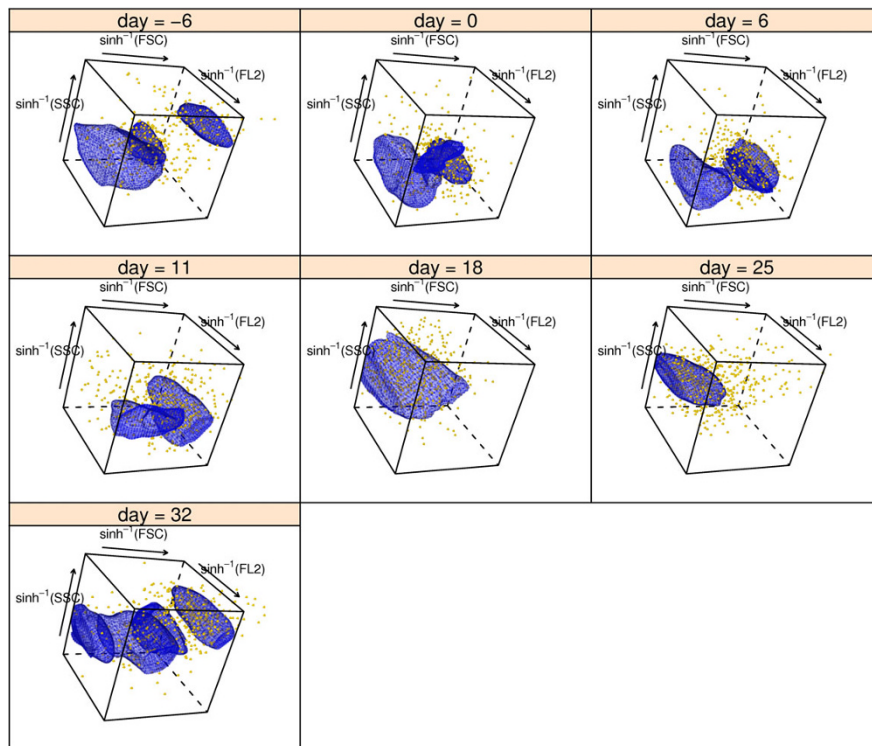 day = −6
day = 0
day = 6
sinh⁻¹(FSC)
sinh⁻¹(FL2)
sinh⁻¹(SSC)
sinh⁻¹(FSC)
sinh⁻¹(FL2)
sinh⁻¹(SSC)
sinh⁻¹(FSC)
sinh⁻¹(FL2)
sinh⁻¹(SSC)
day = 11
day = 18
day = 25
sinh⁻¹(FSC)
sinh⁻¹(FL2)
sinh⁻¹(SSC)
sinh⁻¹(FSC)
sinh⁻¹(FL2)
sinh⁻¹(SSC)
sinh⁻¹(FSC)
sinh⁻¹(FL2)
sinh⁻¹(SSC)
day = 32
sinh⁻¹(FSC)
sinh⁻¹(FL2)
sinh⁻¹(SSC)